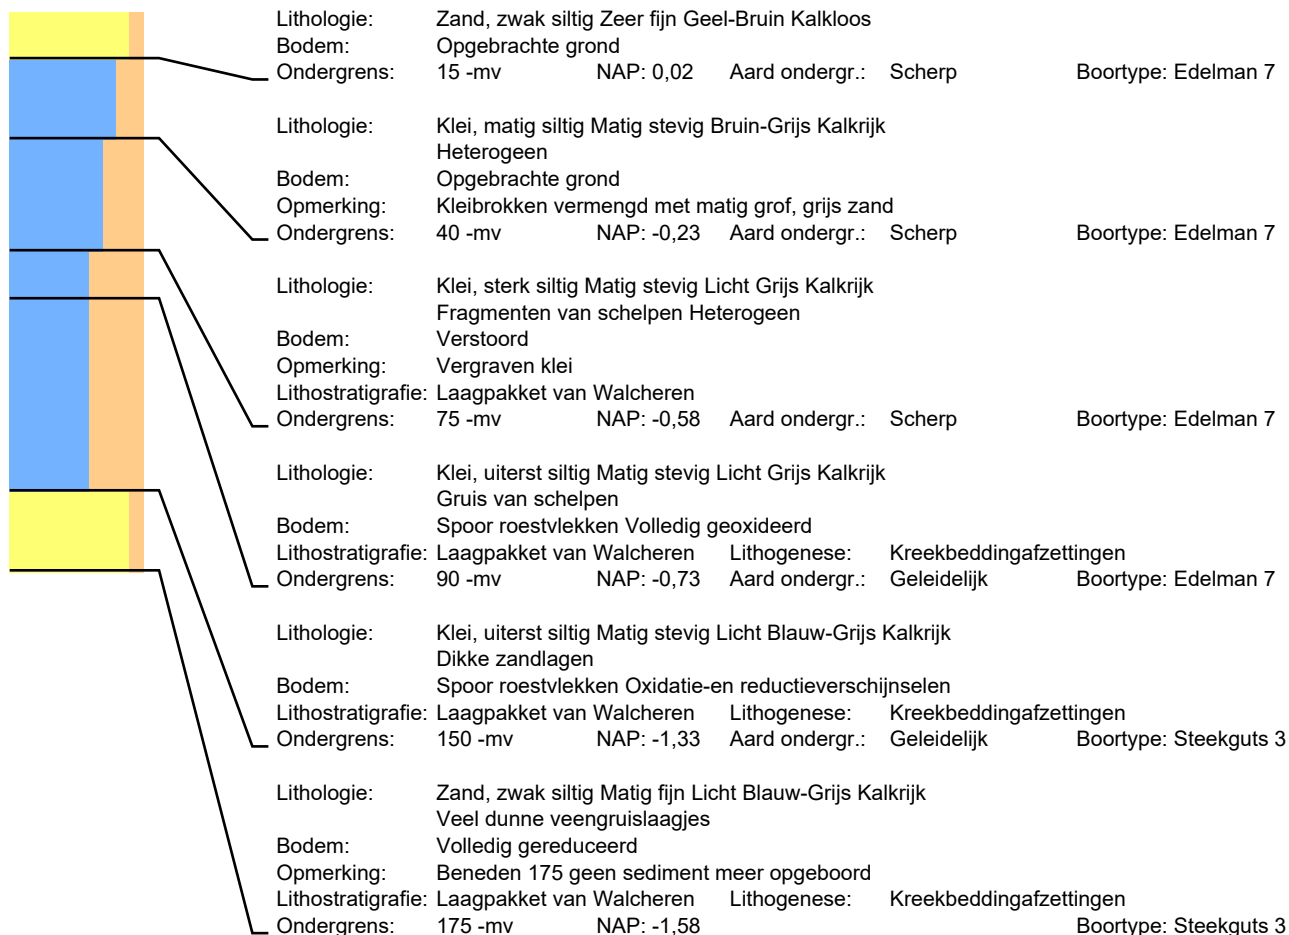 Lithologie: Zand, zwak siltig Zeer fijn Geel-Bruin Kalkloos
Bodem: Opgebrachte grond
Ondergrens: 15 -mv NAP: 0,02 Aard ondergr.: Scherp Boortype: Edelman 7
Lithologie: Klei, matig siltig Matig stevig Bruin-Grijs Kalkrijk
Heterogeen
Bodem: Opgebrachte grond
Opmerking: Kleibrokken vermengd met matig grof, grijs zand
Ondergrens: 40 -mv NAP: -0,23 Aard ondergr.: Scherp Boortype: Edelman 7
Lithologie: Klei, sterk siltig Matig stevig Licht Grijs Kalkrijk
Fragmenten van schelpen Heterogeen
Bodem: Verstoord
Opmerking: Vergraven klei
Lithostratigrafie: Laagpakket van Walcheren
Ondergrens: 75 -mv NAP: -0,58 Aard ondergr.: Scherp Boortype: Edelman 7
Lithologie: Klei, uiterst siltig Matig stevig Licht Grijs Kalkrijk
Gruis van schelpen
Bodem: Spoor roestvlekken Volledig geoxideerd
Lithostratigrafie: Laagpakket van Walcheren Lithogenese: Kreekbeddingafzettingen
Ondergrens: 90 -mv NAP: -0,73 Aard ondergr.: Geleidelijk Boortype: Edelman 7
Lithologie: Klei, uiterst siltig Matig stevig Licht Blauw-Grijs Kalkrijk
Dikke zandlagen
Bodem: Spoor roestvlekken Oxidatie-en reductieverschijnselen
Lithostratigrafie: Laagpakket van Walcheren Lithogenese: Kreekbeddingafzettingen
Ondergrens: 150 -mv NAP: -1,33 Aard ondergr.: Geleidelijk Boortype: Steekguts 3
Lithologie: Zand, zwak siltig Matig fijn Licht Blauw-Grijs Kalkrijk
Veel dunne veengruislaagjes
Bodem: Volledig gereduceerd
Opmerking: Beneden 175 geen sediment meer opgeboord
Lithostratigrafie: Laagpakket van Walcheren Lithogenese: Kreekbeddingafzettingen
Ondergrens: 175 -mv NAP: -1,58 Boortype: Steekguts 3